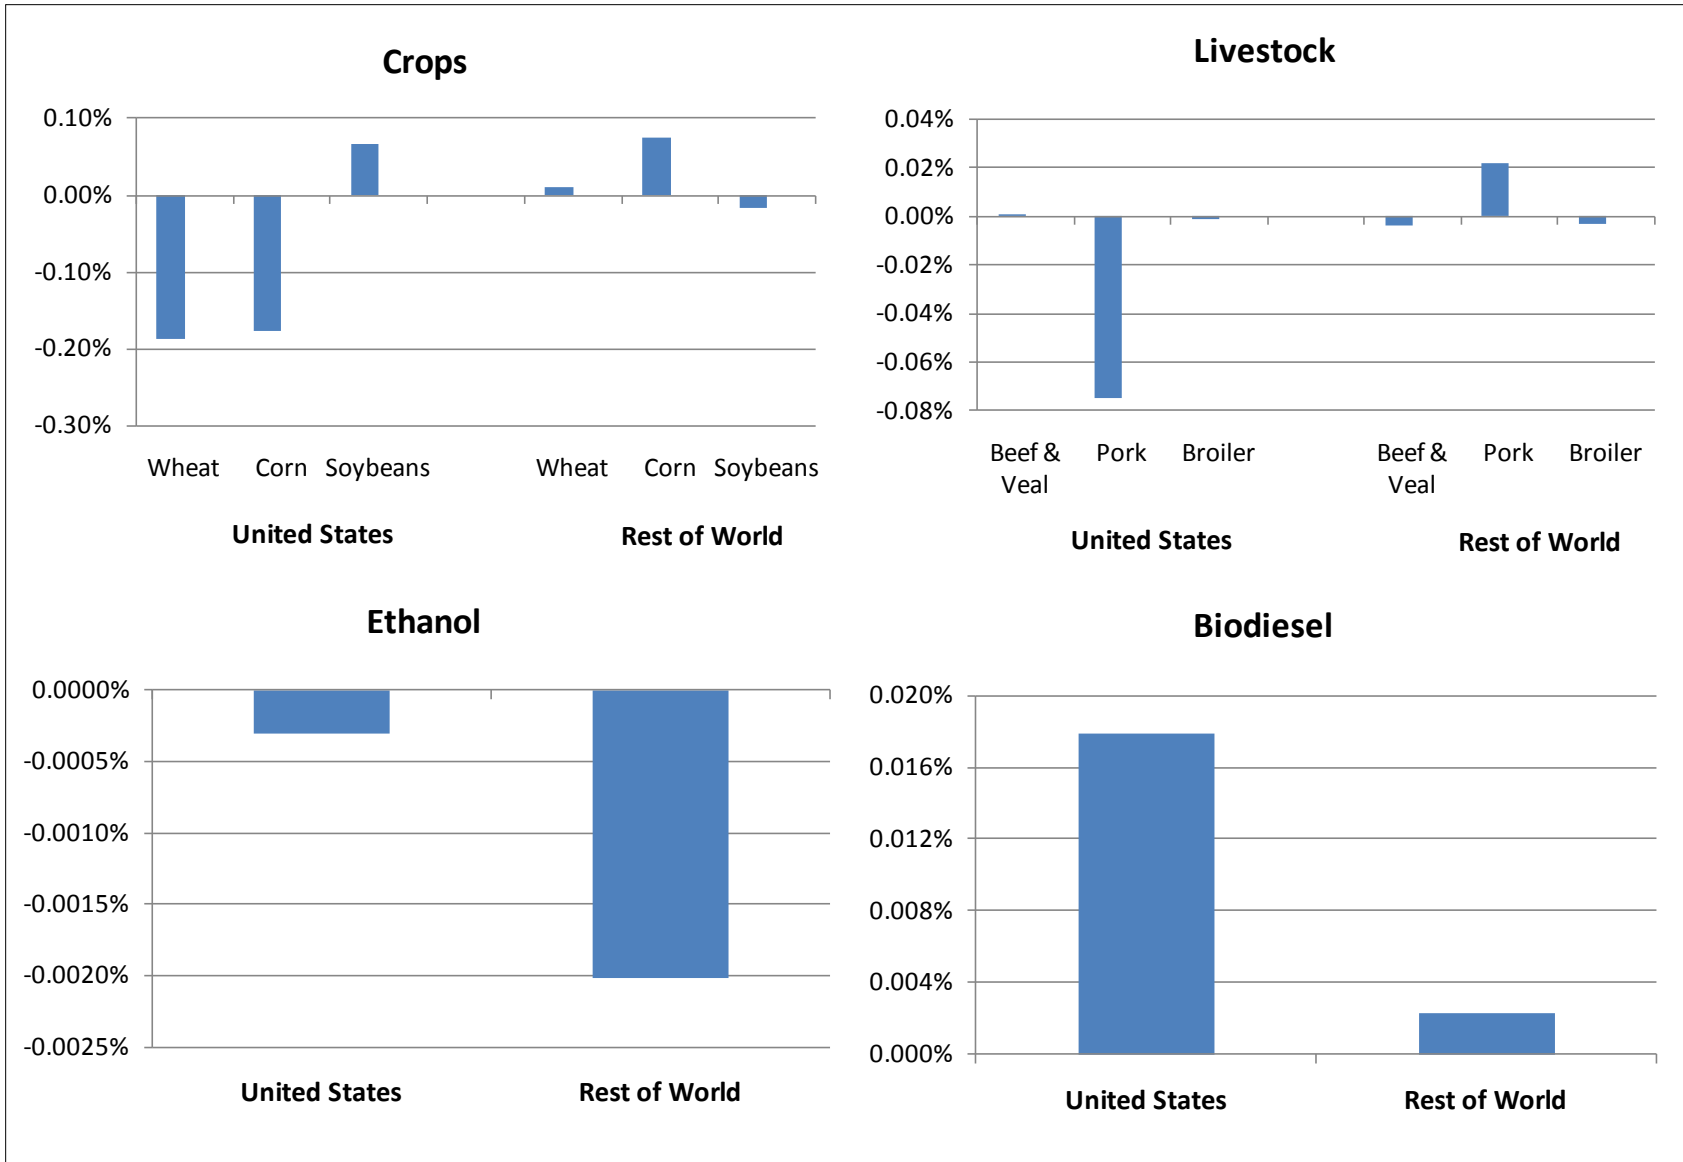 Crops
0.10%
0.00%
-0.10%
-0.20%
-0.30%
Wheat Corn Soybeans Wheat Corn Soybeans
United States Rest of World
Livestock
0.04%
0.02%
0.00%
-0.02%
-0.04%
-0.06%
-0.08%
Beef & Pork Broiler Beef & Pork Broiler
Veal Veal
United States Rest of World
Ethanol
0.0000%
-0.0005%
-0.0010%
-0.0015%
-0.0020%
-0.0025%
United States Rest of World
Biodiesel
0.020%
0.016%
0.012%
0.008%
0.004%
0.000%
United States Rest of World